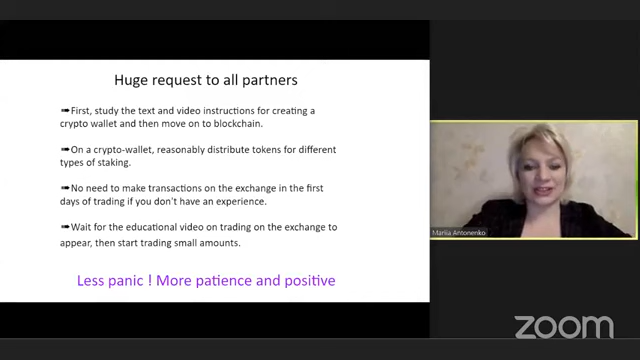 Huge request to all partners
➠First, study the text and video instructions for creating a
crypto wallet and then move on to blockchain.
➠On a crypto-wallet, reasonably distribute tokens for different
types of staking.
➠No need to make transactions on the exchange in the first
days of trading if you don't have an experience.
➠Wait for the educational video on trading on the exchange to
appear, then start trading small amounts.
Less panic ! More patience and positive
Mariia Antonenko
zoom